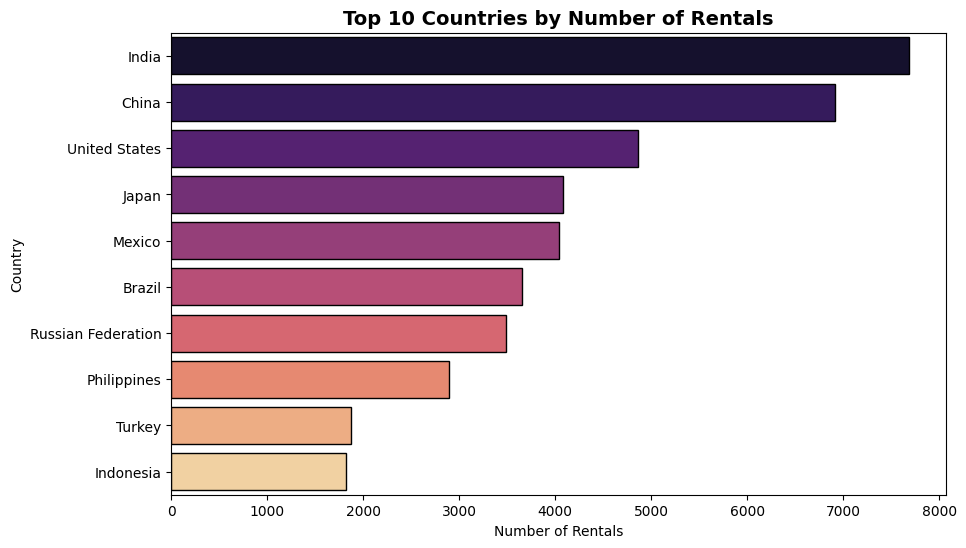 Top 10 Countries by Number of Rentals
Country
India
China
United States
Japan
Mexico
Brazil
Russian Federation
Philippines
Turkey
Indonesia
0 1000 2000 3000 4000 5000 6000 7000 8000
Number of Rentals